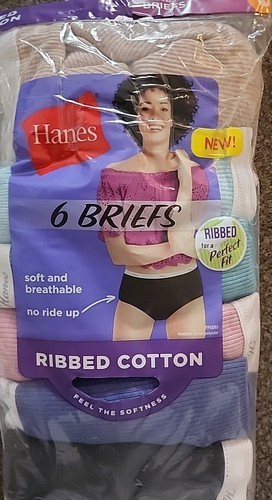 BRIEFS
Hanes
NEW!
6 BRIEFS
RIBBED
for a
Perfect
Fit
soft and
breathable
no ride up
RIBBED COTTON
FEEL THE SOFTNESS